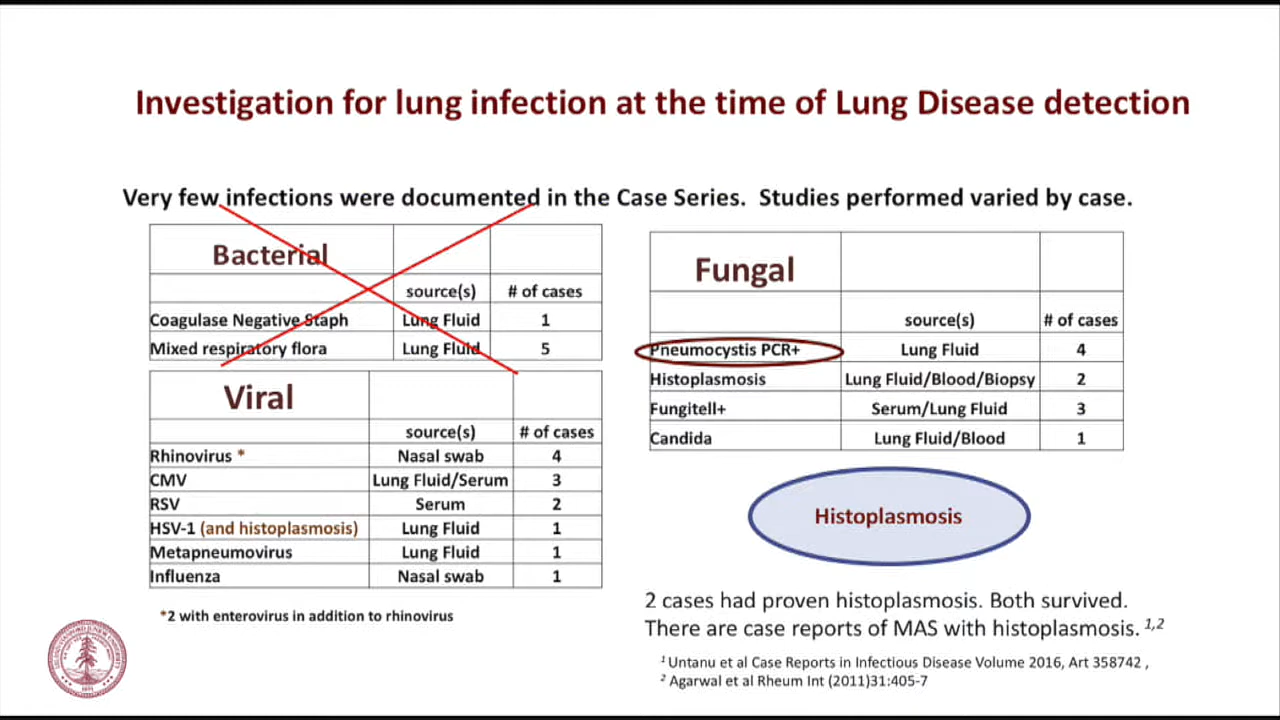 Investigation for lung infection at the time of Lung Disease detection
Very few infections were documented in the Case Series. Studies performed varied by case.
Bacterial
source(s) # of cases
Coagulase Negative Staph Lung Fluid 1
Mixed respiratory flora Lung Fluid 5
Viral
source(s) # of cases
Rhinovirus * Nasal swab 4
CMV Lung Fluid/Serum 3
RSV Serum 2
HSV-1 (and histoplasmosis) Lung Fluid 1
Metapneumovirus Lung Fluid 1
Influenza Nasal swab 1
*2 with enterovirus in addition to rhinovirus
Fungal
source(s) # of cases
Pneumocystis PCR+ Lung Fluid 4
Histoplasmosis Lung Fluid/Blood/Biopsy 2
Fungitell+ Serum/Lung Fluid 3
Candida Lung Fluid/Blood 1
Histoplasmosis
2 cases had proven histoplasmosis. Both survived.
There are case reports of MAS with histoplasmosis. 1,2
1 Untanu et al Case Reports in Infectious Disease Volume 2016, Art 358742 ,
2 Agarwal et al Rheum Int (2011)31:405-7